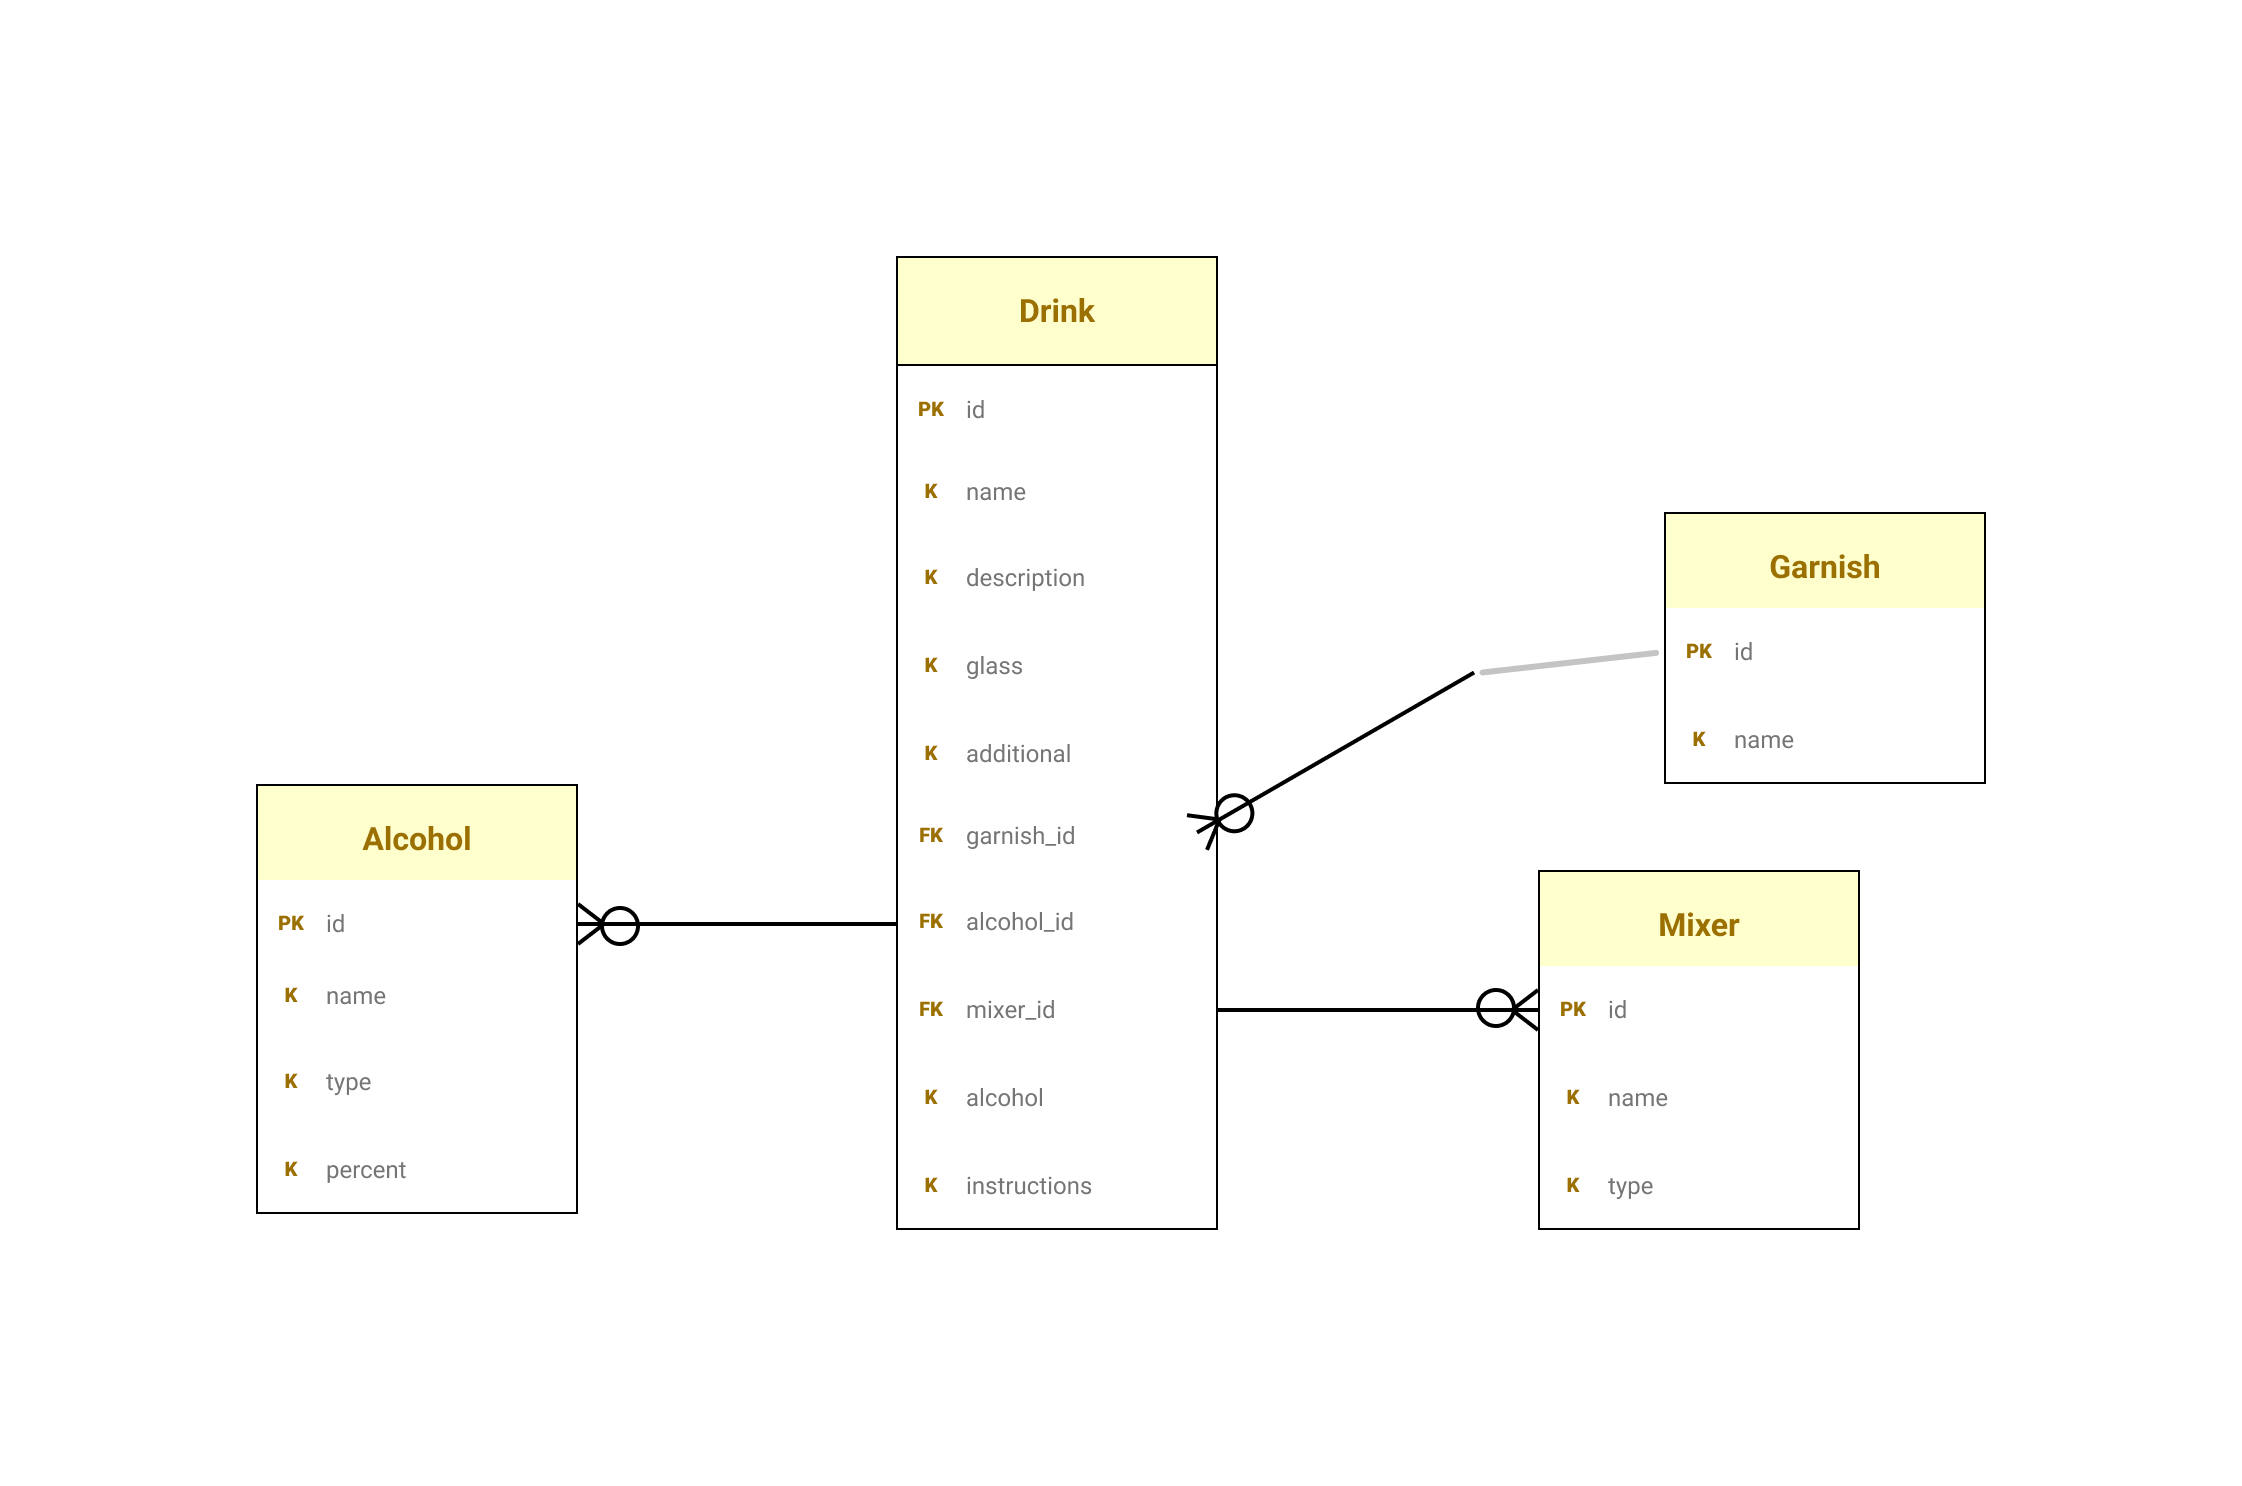 Drink
PK id
K name
K description
K glass
K additional
FK garnish_id
FK alcohol_id
FK mixer_id
K alcohol
K instructions
Garnish
PK id
K name
Alcohol
PK id
K name
K type
K percent
Mixer
PK id
K name
K type